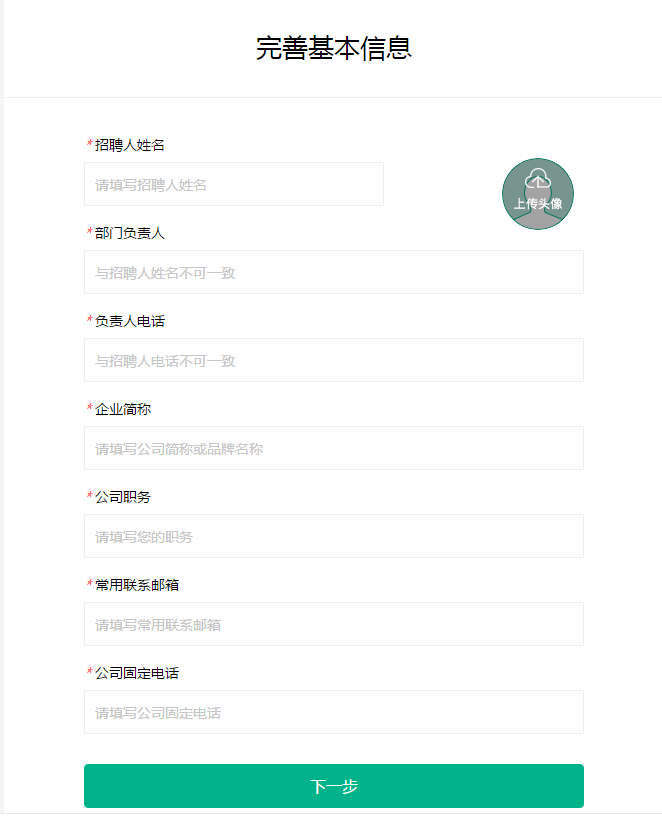 完善基本信息
*招聘人姓名
请填写招聘人姓名
上传头像
*部门负责人
与招聘人姓名不可一致
*负责人电话
与招聘人电话不可一致
*企业简称
请填写公司简称或品牌名称
*公司职务
请填写您的职务
*常用联系邮箱
请填写常用联系邮箱
*公司固定电话
请填写公司固定电话
下一步